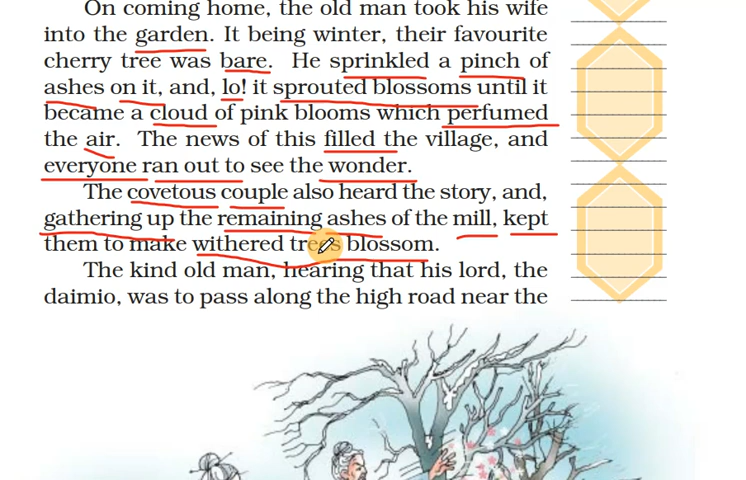 On coming home, the old man took his wife
into the garden. It being winter, their favourite
cherry tree was bare. He sprinkled a pinch of
ashes on it, and, lo! it sprouted blossoms until it
became a cloud of pink blooms which perfumed
the air. The news of this filled the village, and
everyone ran out to see the wonder.
The covetous couple also heard the story, and,
gathering up the remaining ashes of the mill, kept
them to make withered trees blossom.
The kind old man, hearing that his lord, the
daimio, was to pass along the high road near the